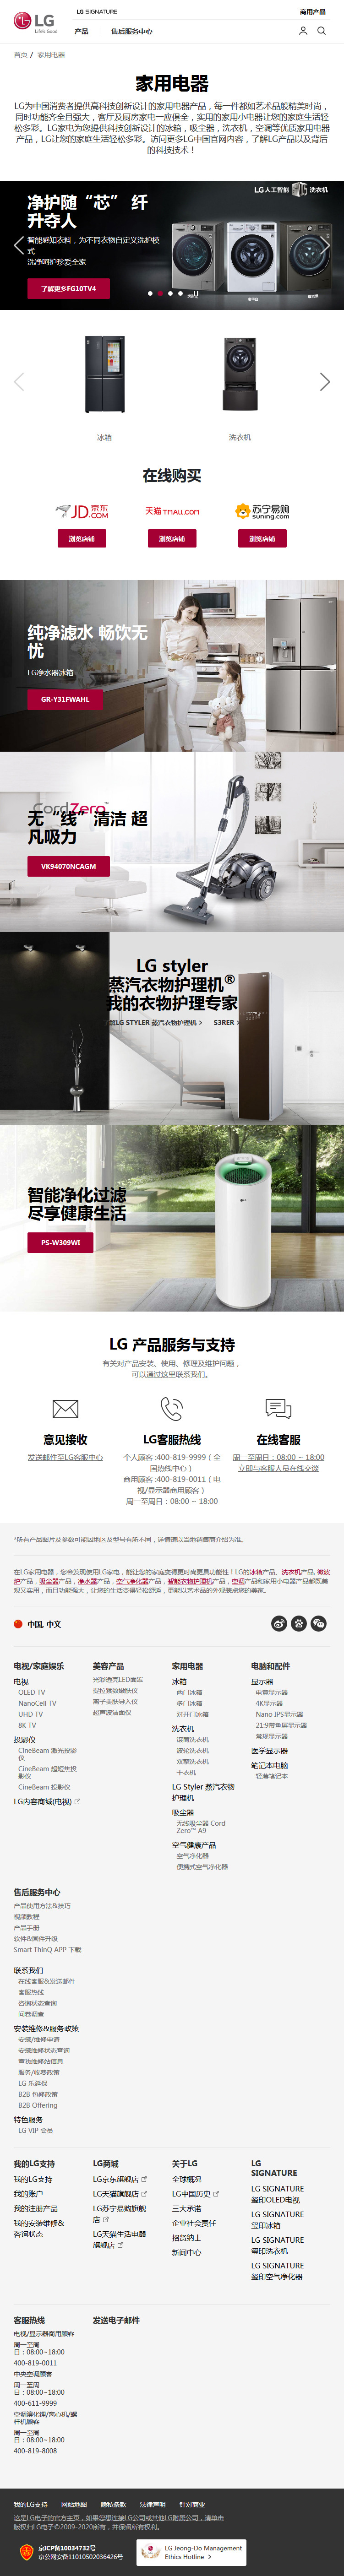 LG SIGNATURE
商用产品
LG
Life's Good
产品
售后服务中心
首页 / 家用电器
家用电器
LG为中国消费者提供高科技创新设计的家用电器产品，每一件都如艺术品般精美时尚，
同时功能齐全且强大，客厅及厨房家电一应俱全，实用的家用小电器让您的家庭生活轻
松多彩。LG家电为您提供科技创新设计的冰箱，吸尘器，洗衣机，空调等优质家用电器
产品，LG让您的家庭生活轻松多彩。访问更多LG中国官网内容，了解LG产品以及背后
的科技技术！
LG人工智能 洗衣机
净护随“芯” 纤
升夺人
智能感知衣料，为不同衣物自定义洗护模
式
洗净呵护珍爱全家
了解更多FG10TV4
冰箱
洗衣机
在线购买
JD 京东
.COM
天猫 TMALL.COM
苏宁易购
suning.com
浏览店铺
浏览店铺
浏览店铺
纯净滤水 畅饮无
忧
LG净水器冰箱
GR-Y31FWAHL
CordZero
无“线”清洁 超
凡吸力
VK94070NCAGM
LG styler
蒸汽衣物护理机®
我的衣物护理专家
解LG STYLER 蒸汽衣物护理机 >
S3RER >
智能净化过滤
尽享健康生活
PS-W309WI
LG 产品服务与支持
有关对产品安装、使用、修理及维护问题，
可以通过这里联系我们。
意见接收
发送邮件至LG客服中心
LG客服热线
个人顾客 :400-819-9999（全
国热线中心）
商用顾客 :400-819-0011（电
视/显示器商用顾客）
周一至周日：08:00 ~ 18:00
在线客服
周一至周日：08:00 ~ 18:00
立即与客服人员在线交谈
*所有产品图片及参数可能因地区及型号有所不同，详情请以当地销售商介绍为准。
在LG家用电器，您会发现使用LG家电，能让您的家庭变得更时尚更具功能性！LG的冰箱产品、洗衣机产品, 微波
炉产品，吸尘器产品，净水器产品，空气净化器产品，智能衣物护理机产品，空调产品和家用小电器产品都既美
观又实用，而且功能强大，让您的生活变得轻松舒适，更能以艺术品的外观装点您的美家。
中国, 中文
电视/家庭娱乐
电视
OLED TV
NanoCell TV
UHD TV
8K TV
投影仪
CineBeam 激光投影
仪
CineBeam 超短焦投
影仪
CineBeam 投影仪
LG内容商城(电视)
美容产品
光彩透亮LED面罩
提拉紧致嫩肤仪
离子美肤导入仪
超声波洁面仪
家用电器
冰箱
两门冰箱
多门冰箱
对开门冰箱
洗衣机
滚筒洗衣机
波轮洗衣机
双擎洗衣机
干衣机
LG Styler 蒸汽衣物
护理机
吸尘器
无线吸尘器 Cord
Zero™ A9
空气健康产品
空气净化器
便携式空气净化器
电脑和配件
显示器
电竞显示器
4K显示器
Nano IPS显示器
21:9带鱼屏显示器
常规显示器
医学显示器
笔记本电脑
轻薄笔记本
售后服务中心
产品使用方法&技巧
视频教程
产品手册
软件&固件升级
Smart ThinQ APP 下载
联系我们
在线客服&发送邮件
客服热线
咨询状态查询
问卷调查
安装维修&服务政策
安装/维修申请
安装维修状态查询
查找维修站信息
服务/收费政策
LG 乐延保
B2B 包修政策
B2B Offering
特色服务
LG VIP 会员
我的LG支持
我的LG支持
我的账户
我的注册产品
我的安装维修&
咨询状态
LG商城
LG京东旗舰店
LG天猫旗舰店
LG苏宁易购旗舰
店
LG天猫生活电器
旗舰店
关于LG
全球概况
LG中国历史
三大承诺
企业社会责任
招贤纳士
新闻中心
LG
SIGNATURE
LG SIGNATURE
玺印OLED电视
LG SIGNATURE
玺印冰箱
LG SIGNATURE
玺印洗衣机
LG SIGNATURE
玺印空气净化器
客服热线
电视/显示器商用顾客
周一至周
日：08:00~18:00
400-819-0011
中央空调顾客
周一至周
日：08:00~18:00
400-611-9999
空调溴化锂/离心机/螺
杆机顾客
周一至周
日：08:00~18:00
400-819-8008
发送电子邮件
我的LG支持
网站地图
隐私条款
法律声明
针对商业
这是LG电子的官方主页，如果您想连接LG公司或其他LG附属公司，请单击
版权归LG电子©2009-2020所有，并保留所有权利。
京ICP备10034732号
京公网安备11010502036426号
LG Jeong-Do Management
Ethics Hotline >